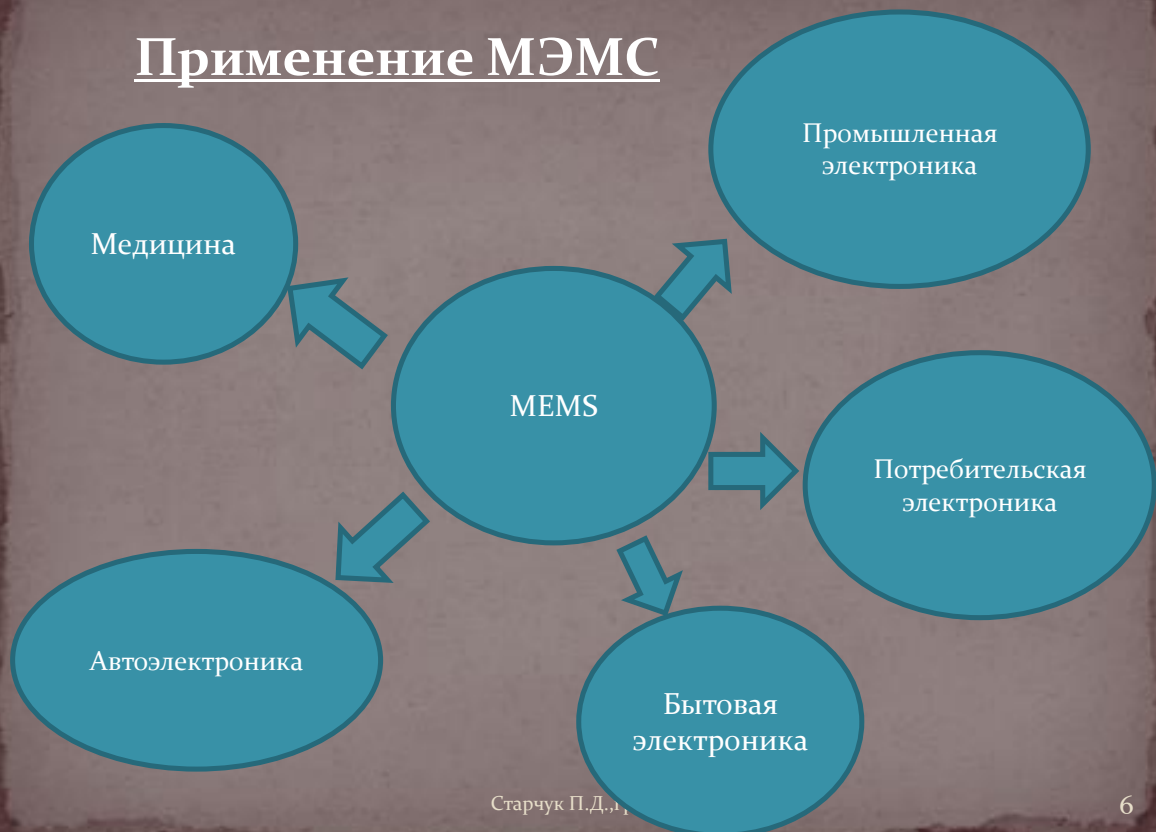 Применение МЭМС
Промышленная
электроника
Медицина
MEMS
Потребительская
электроника
Автоэлектроника
Бытовая
электроника
Старчук П.Д.,
6